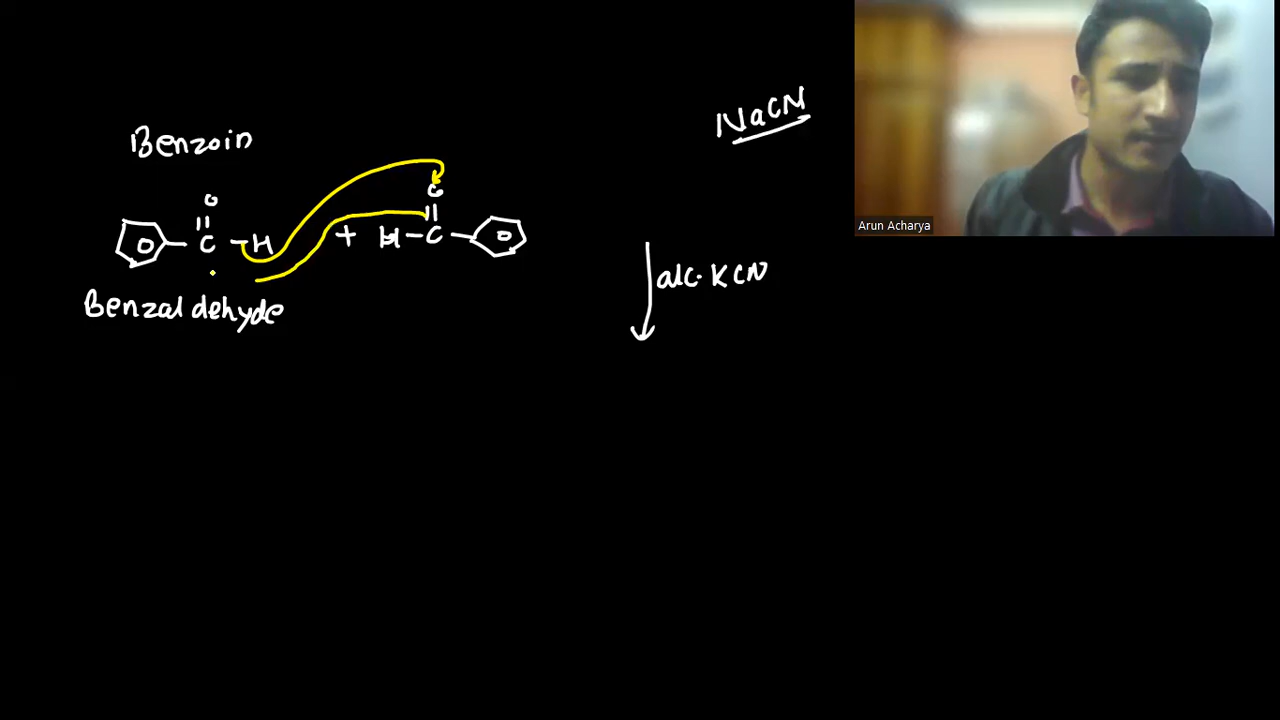 Benzoin
NaCN
O
||
C
-H
+
H
-
C
O
||
Benzaldehyde
alc. KCN
Arun Acharya